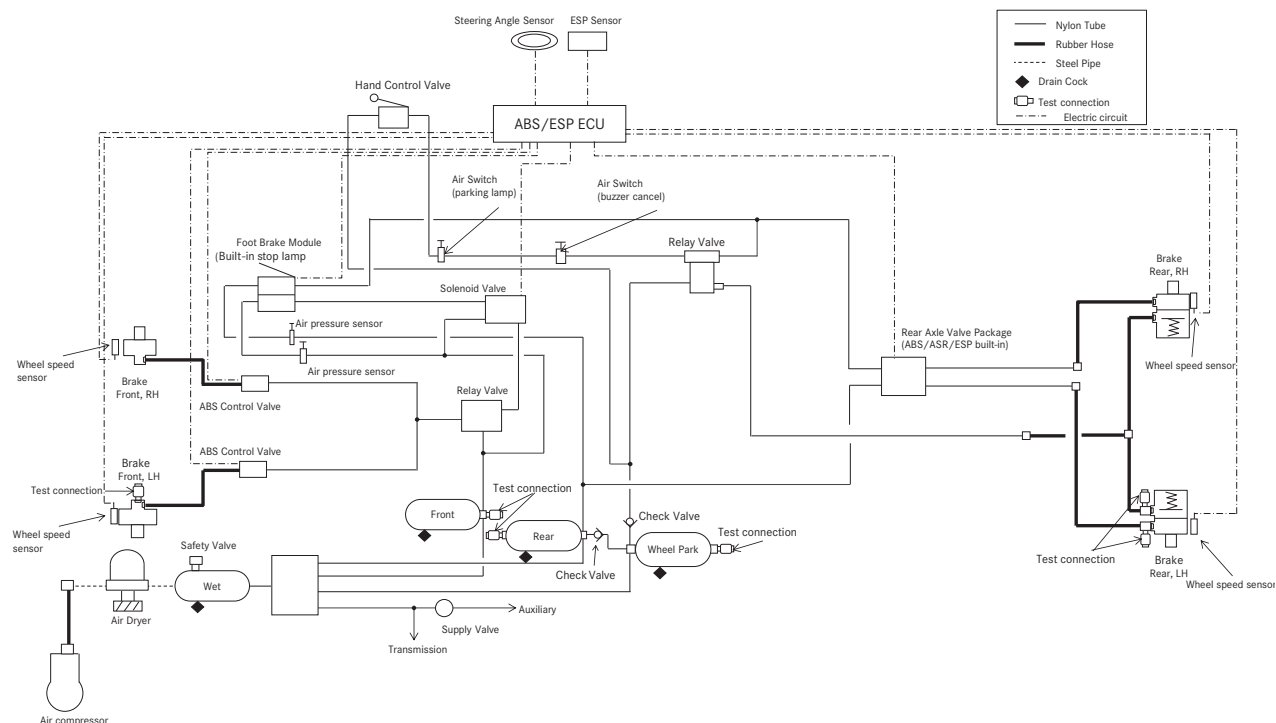 Steering Angle Sensor
ESP Sensor
Nylon Tube
Rubber Hose
Steel Pipe
Drain Cock
Test connection
Electric circuit
Hand Control Valve
ABS/ESP ECU
Air Switch
(parking lamp)
Air Switch
(buzzer cancel)
Foot Brake Module
(Built-in stop lamp
Relay Valve
Brake
Rear, RH
Solenoid Valve
Air pressure sensor
Rear Axle Valve Package
(ABS/ASR/ESP built-in)
Wheel speed
sensor
Brake
Front, RH
Air pressure sensor
Wheel speed sensor
Relay Valve
ABS Control Valve
ABS Control Valve
Brake
Front, LH
Test connection
Test connection
Front
Check Valve
Wheel speed
sensor
Rear
Test connection
Wheel Park
Safety Valve
Check Valve
Test connection
Brake
Rear, LH
Wheel speed sensor
Wet
Air Dryer
Auxiliary
Supply Valve
Transmission
Air compressor